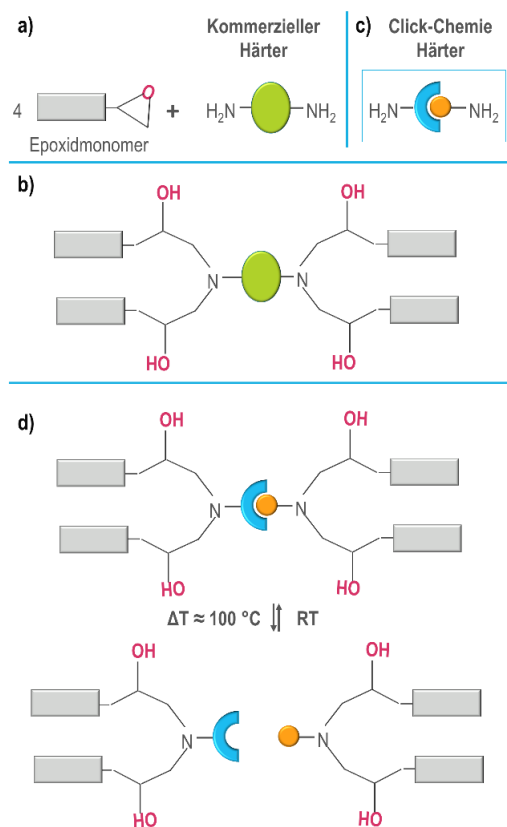 a)
Kommerzieller
Härter
c)
Click-Chemie
Härter
4
O
+
H₂N
NH₂
H₂N
NH₂
Epoxidmonomer
b)
OH
OH
N
N
HO
HO
d)
OH
OH
N
N
HO
HO
ΔT ≈ 100 °C
RT
OH
OH
N
N
HO
HO